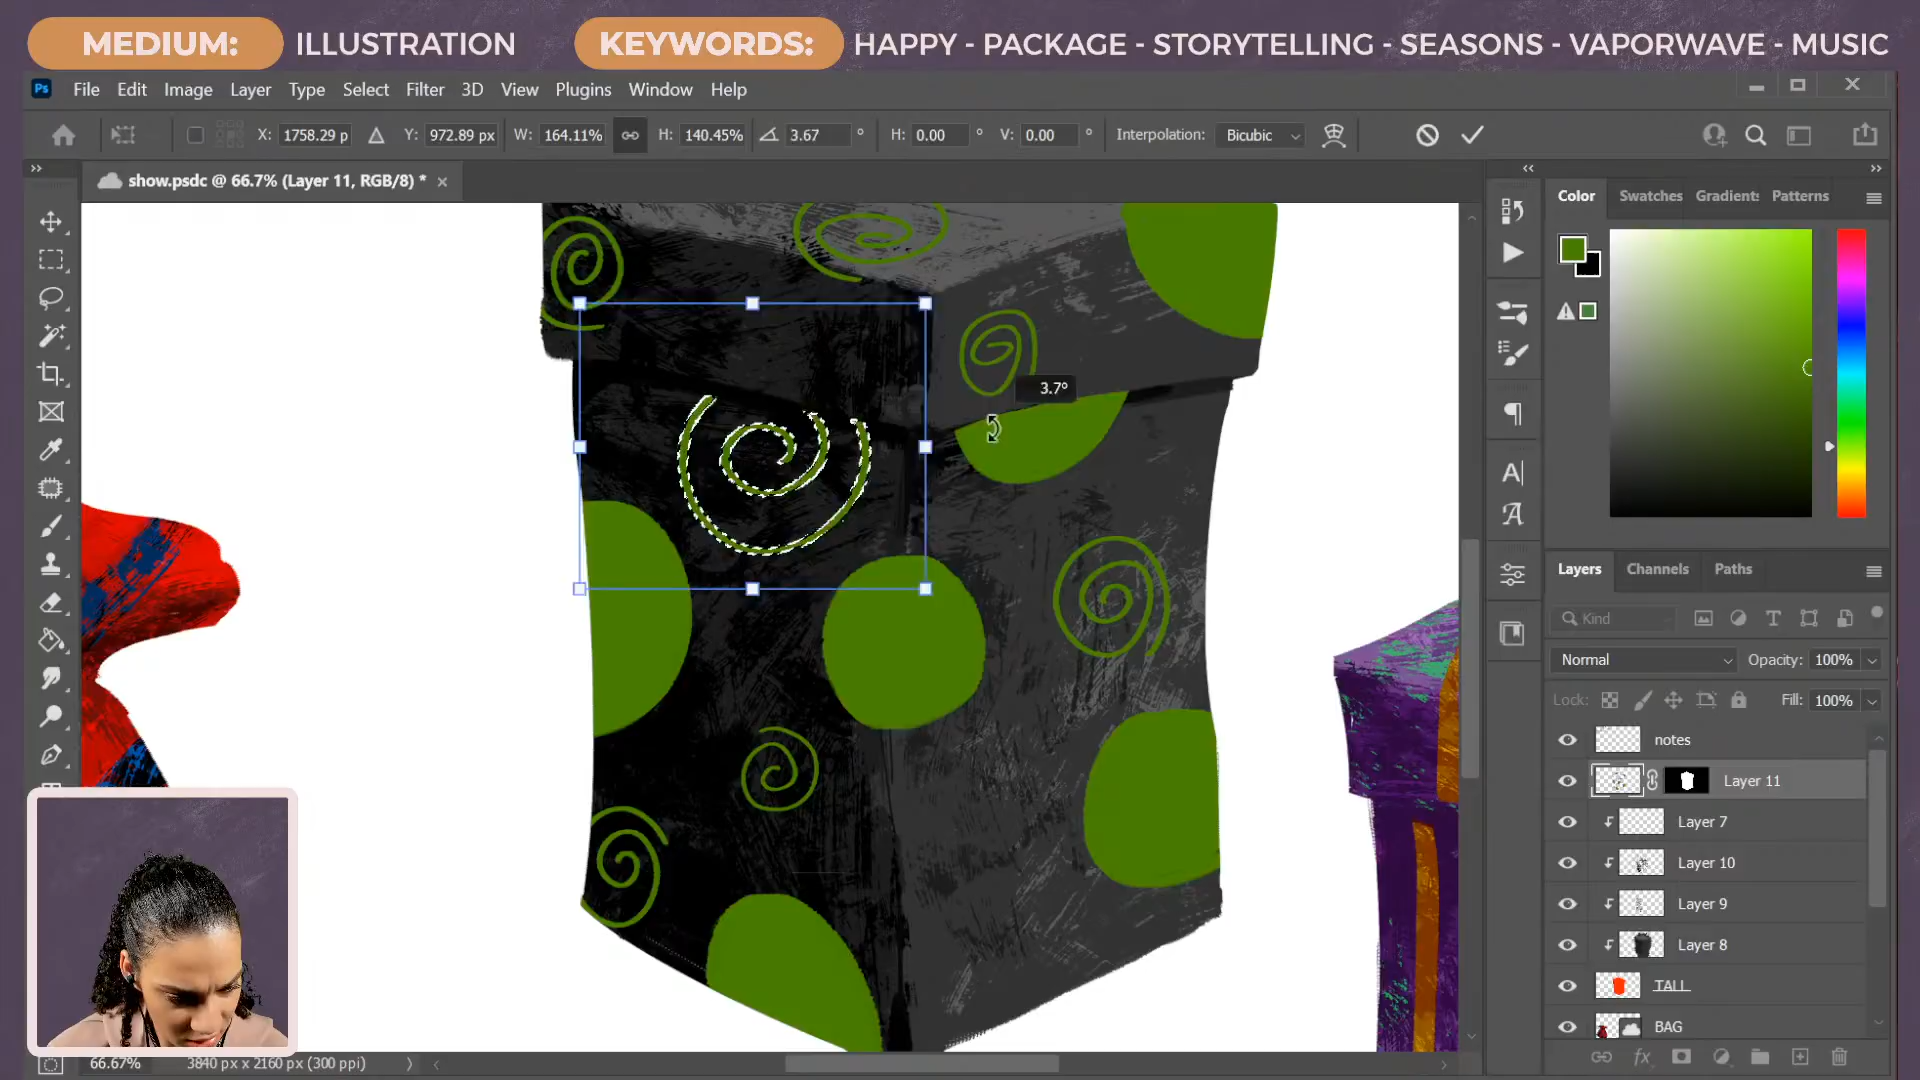 MEDIUM: ILLUSTRATION KEYWORDS: HAPPY - PACKAGE - STORYTELLING - SEASONS - VAPORWAVE - MUSIC
Ps File Edit Image Layer Type Select Filter 3D View Plugins Window Help
X: 1758.29 p Y: 972.89 px W: 164.11% H: 140.45% 3.67 ° H: 0.00 ° V: 0.00 ° Interpolation: Bicubic
show.psdc @ 66.7% (Layer 11, RGB/8) *
Color Swatches Gradients Patterns
3.7°
Layers Channels Paths
Kind
Normal Opacity: 100%
Lock: Fill: 100%
notes
Layer 11
Layer 7
Layer 10
Layer 9
Layer 8
TALL
BAG
66.67% 3840 px x 2160 px (300 ppi)